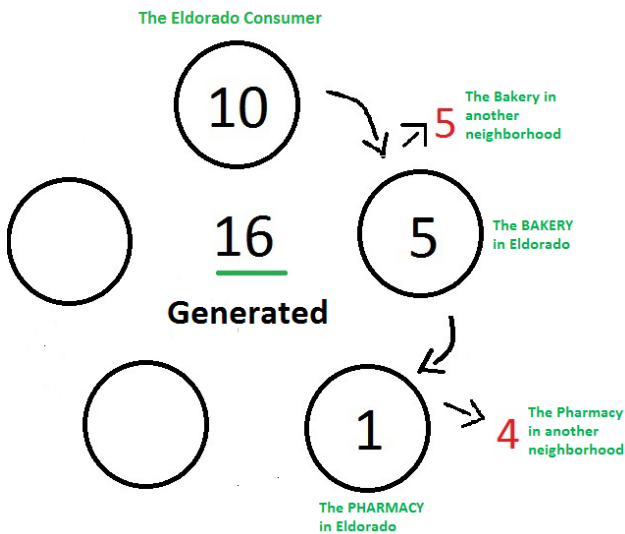 The Eldorado Consumer
10
5
The Bakery in
another
neighborhood
16
5
The BAKERY
in Eldorado
Generated
1
4
The Pharmacy
in another
neighborhood
The PHARMACY
in Eldorado